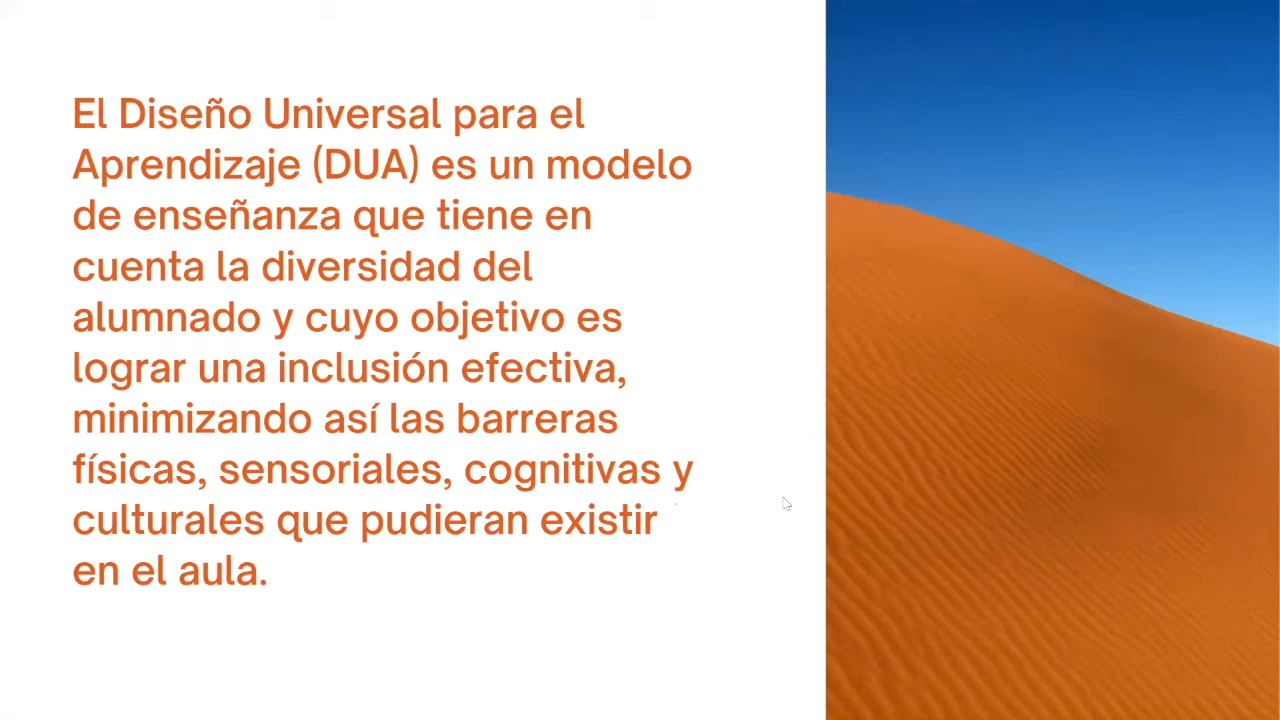 El Diseño Universal para el
Aprendizaje (DUA) es un modelo
de enseñanza que tiene en
cuenta la diversidad del
alumnado y cuyo objetivo es
lograr una inclusión efectiva,
minimizando así las barreras
físicas, sensoriales, cognitivas y
culturales que pudieran existir
en el aula.